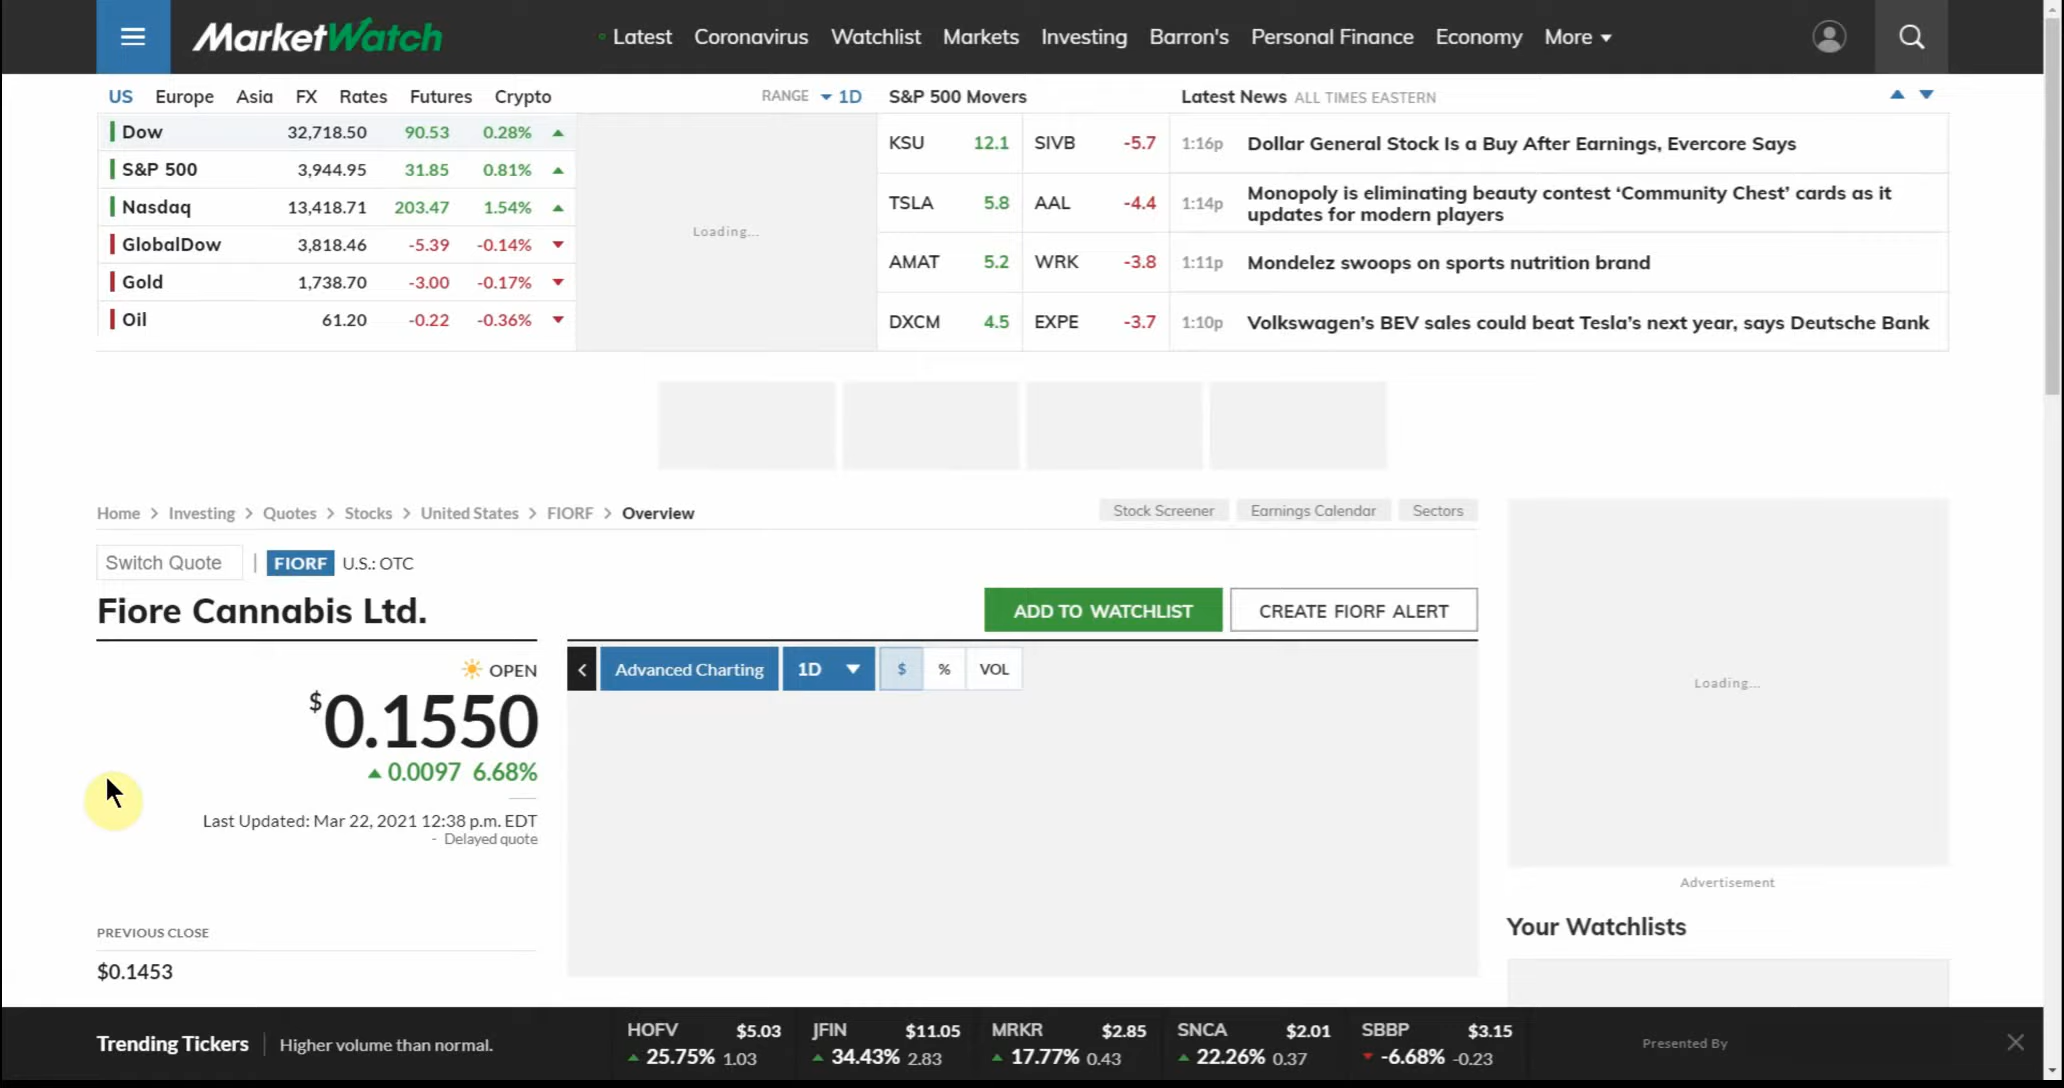 MarketWatch
Latest Coronavirus Watchlist Markets Investing Barron's Personal Finance Economy More
US Europe Asia FX Rates Futures Crypto
RANGE 1D
Dow 32,718.50 90.53 0.28%
S&P 500 3,944.95 31.85 0.81%
Nasdaq 13,418.71 203.47 1.54%
GlobalDow 3,818.46 -5.39 -0.14%
Gold 1,738.70 -3.00 -0.17%
Oil 61.20 -0.22 -0.36%
Loading...
S&P 500 Movers
KSU 12.1 SIVB -5.7
TSLA 5.8 AAL -4.4
AMAT 5.2 WRK -3.8
DXCM 4.5 EXPE -3.7
Latest News ALL TIMES EASTERN
1:16p Dollar General Stock Is a Buy After Earnings, Evercore Says
1:14p Monopoly is eliminating beauty contest ‘Community Chest’ cards as it
updates for modern players
1:11p Mondelez swoops on sports nutrition brand
1:10p Volkswagen’s BEV sales could beat Tesla’s next year, says Deutsche Bank
Home > Investing > Quotes > Stocks > United States > FIORF > Overview
Stock Screener Earnings Calendar Sectors
Switch Quote | FIORF U.S.: OTC
Fiore Cannabis Ltd.
ADD TO WATCHLIST CREATE FIORF ALERT
OPEN
$0.1550
0.0097 6.68%
Last Updated: Mar 22, 2021 12:38 p.m. EDT
- Delayed quote
PREVIOUS CLOSE
$0.1453
< Advanced Charting 1D $ % VOL
Loading...
Advertisement
Your Watchlists
Trending Tickers | Higher volume than normal.
HOFV $5.03
25.75% 1.03
JFIN $11.05
34.43% 2.83
MRKR $2.85
17.77% 0.43
SNCA $2.01
22.26% 0.37
SBBP $3.15
-6.68% -0.23
Presented By